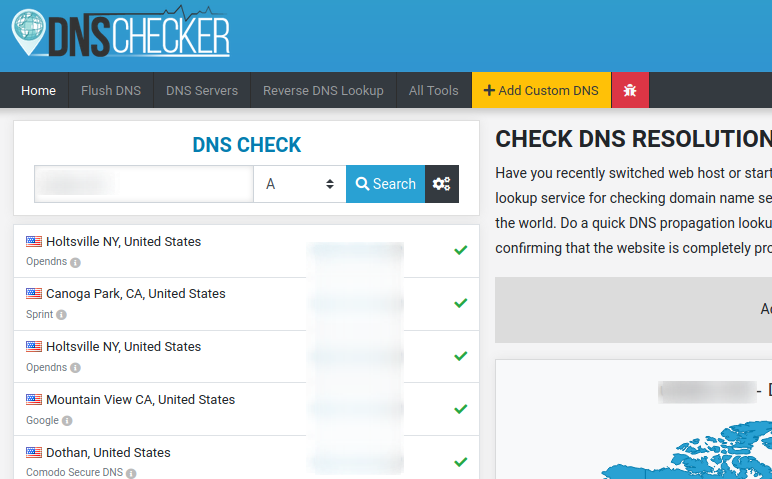 DNSCHECKER
Home Flush DNS DNS Servers Reverse DNS Lookup All Tools Add Custom DNS
DNS CHECK
A Search
Holtsville NY, United States
Opendns
Canoga Park, CA, United States
Sprint
Holtsville NY, United States
Opendns
Mountain View CA, United States
Google
Dothan, United States
Comodo Secure DNS
CHECK DNS RESOLUTION
Have you recently switched web host or start
lookup service for checking domain name se
the world. Do a quick DNS propagation looku
confirming that the website is completely pro